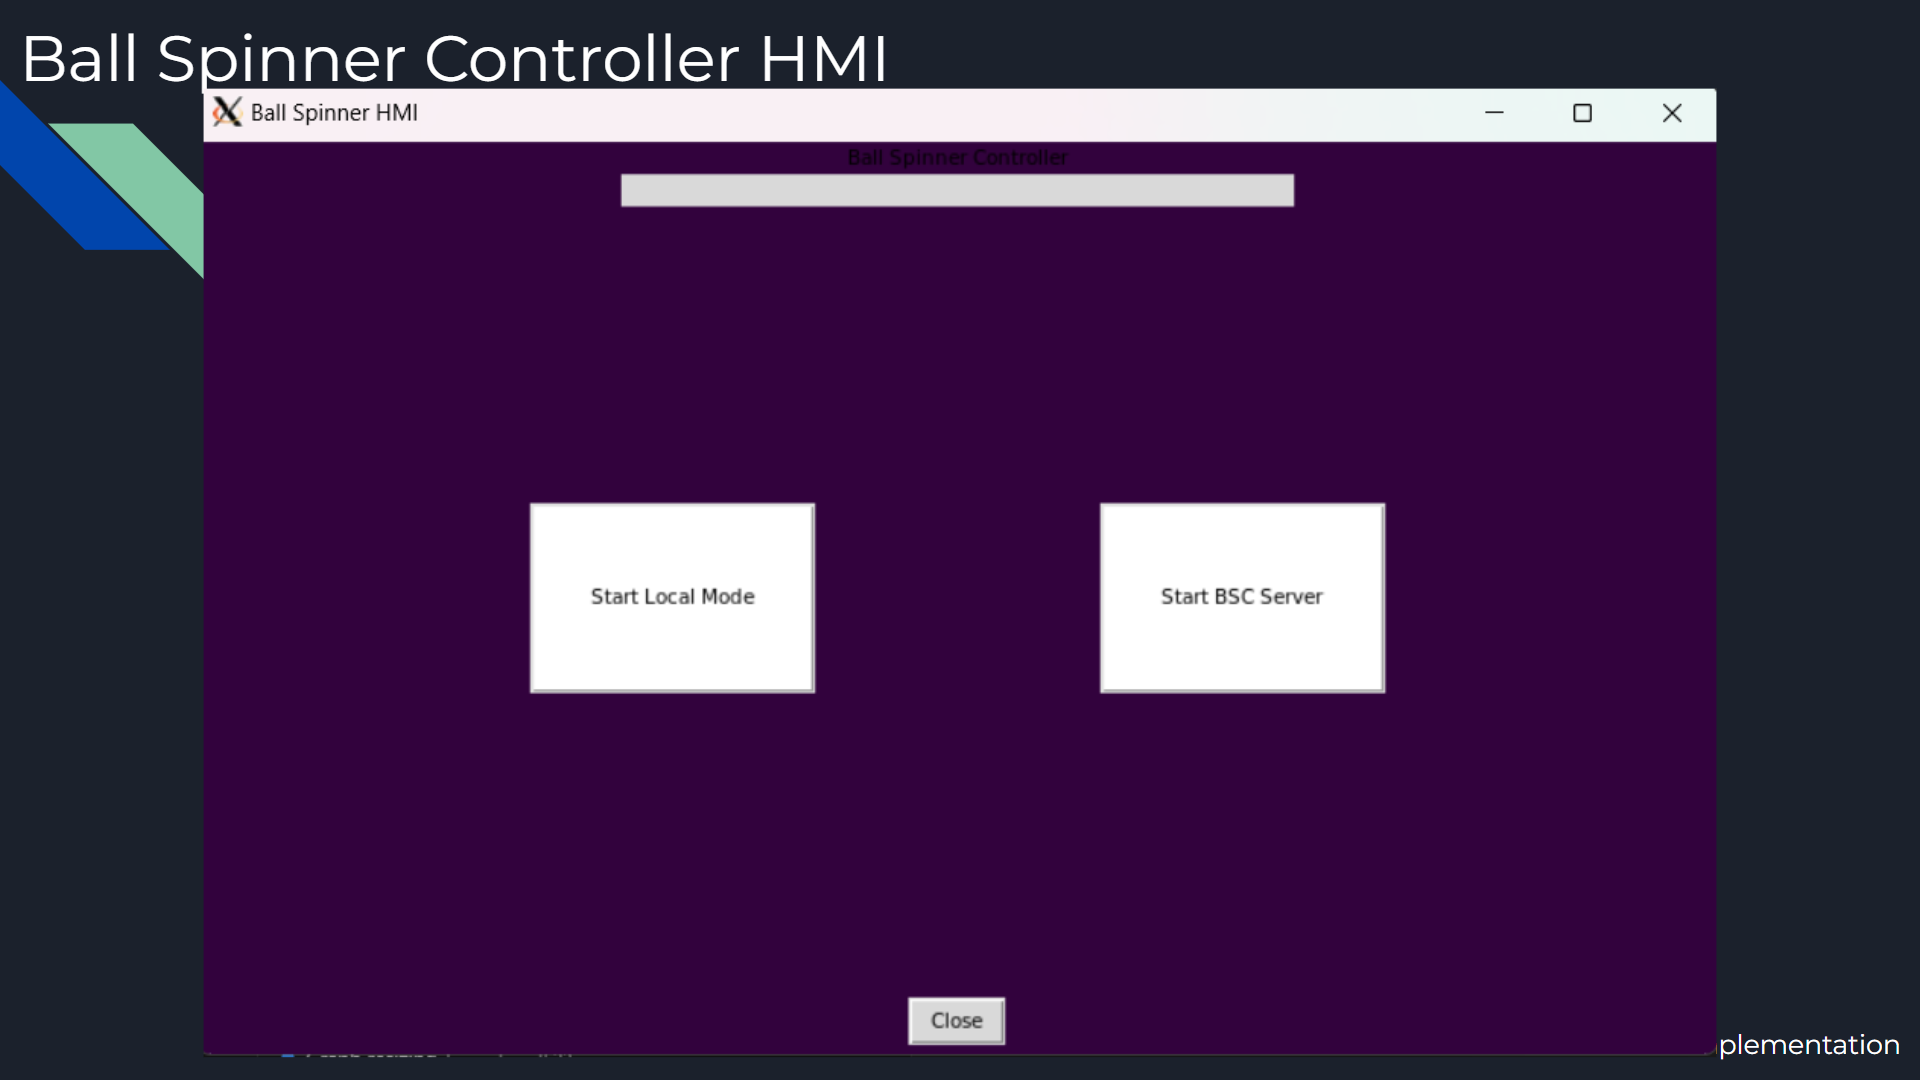 Ball Spinner Controller HMI
Ball Spinner HMI
Ball Spinner Controller
Start Local Mode
Start BSC Server
Close
plementation